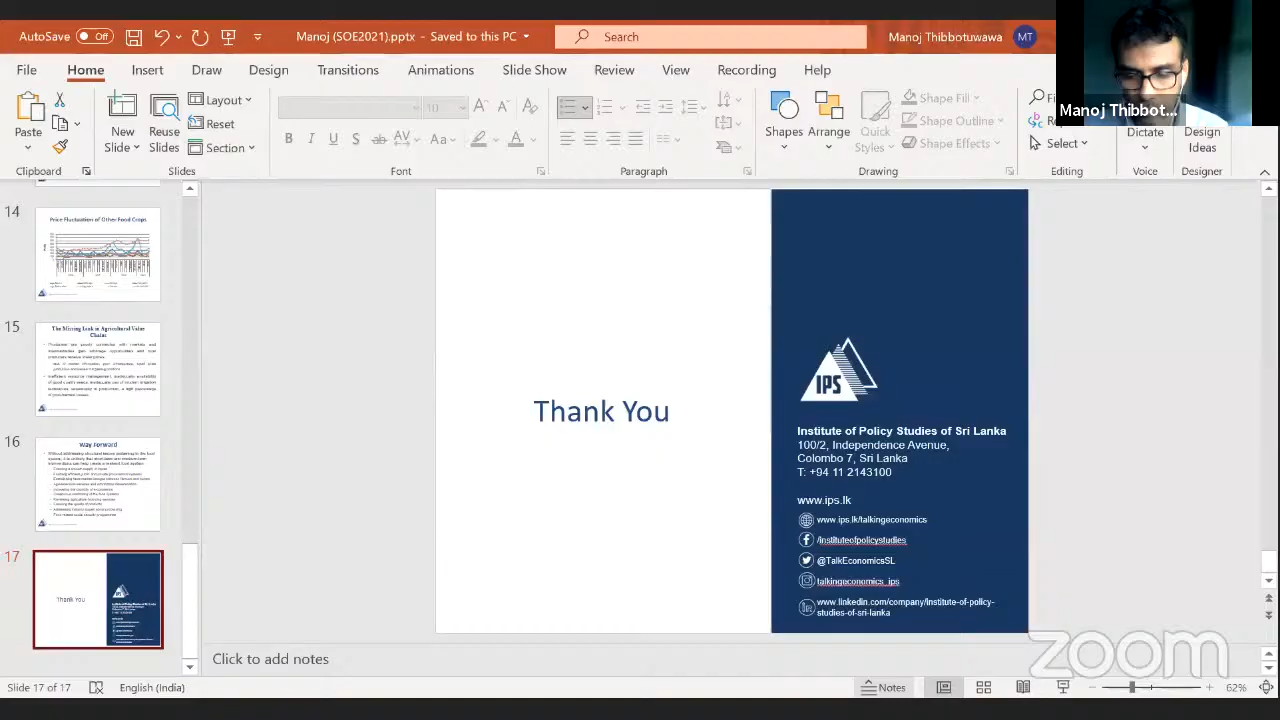 AutoSave Off Manoj (SOE2021).pptx - Saved to this PC Search Manoj Thibbotuwawa MT
File Home Insert Draw Design Slide Show Transitions Animations Slide Show Review View Recording Help
Manoj Thibbot...
Paste
New
Slide
Reuse
Slides
Layout
Reset
Section
Shapes
Arrange
Quick
Styles
Shape Fill
Shape Outline
Shape Effects
Select
Dictate
Design
Ideas
Clipboard Slides Font Paragraph Drawing Editing Voice Designer
14
Price Fluctuation of Other Food Crops
15
The Missing Link in Agricultural Value
Chains
16
Way Forward
17
Thank You
Thank You
IPS
Institute of Policy Studies of Sri Lanka
100/2, Independence Avenue,
Colombo 7, Sri Lanka
T: +94 11 2143100
www.ips.lk
www.ips.lk/talkingeconomics
/instituteofpolicystudies
@TalkEconomicsSL
talkingeconomics_ips
www.linkedin.com/company/institute-of-policy-
studies-of-sri-lanka
zoom
Click to add notes
Slide 17 of 17 English (India) Notes 62%